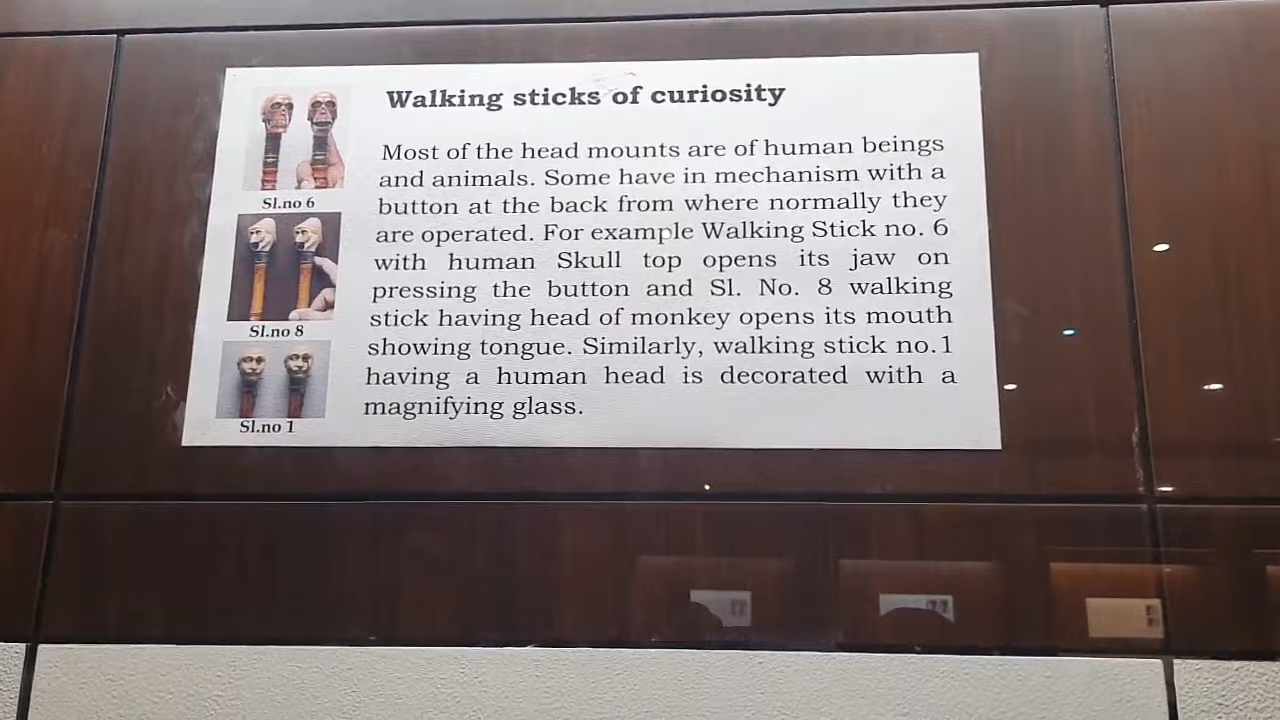 Walking sticks of curiosity
Most of the head mounts are of human beings
and animals. Some have in mechanism with a
button at the back from where normally they
are operated. For example Walking Stick no. 6
with human Skull top opens its jaw on
pressing the button and Sl. No. 8 walking
stick having head of monkey opens its mouth
showing tongue. Similarly, walking stick no.1
having a human head is decorated with a
magnifying glass.
Sl.no 6
Sl.no 8
Sl.no 1